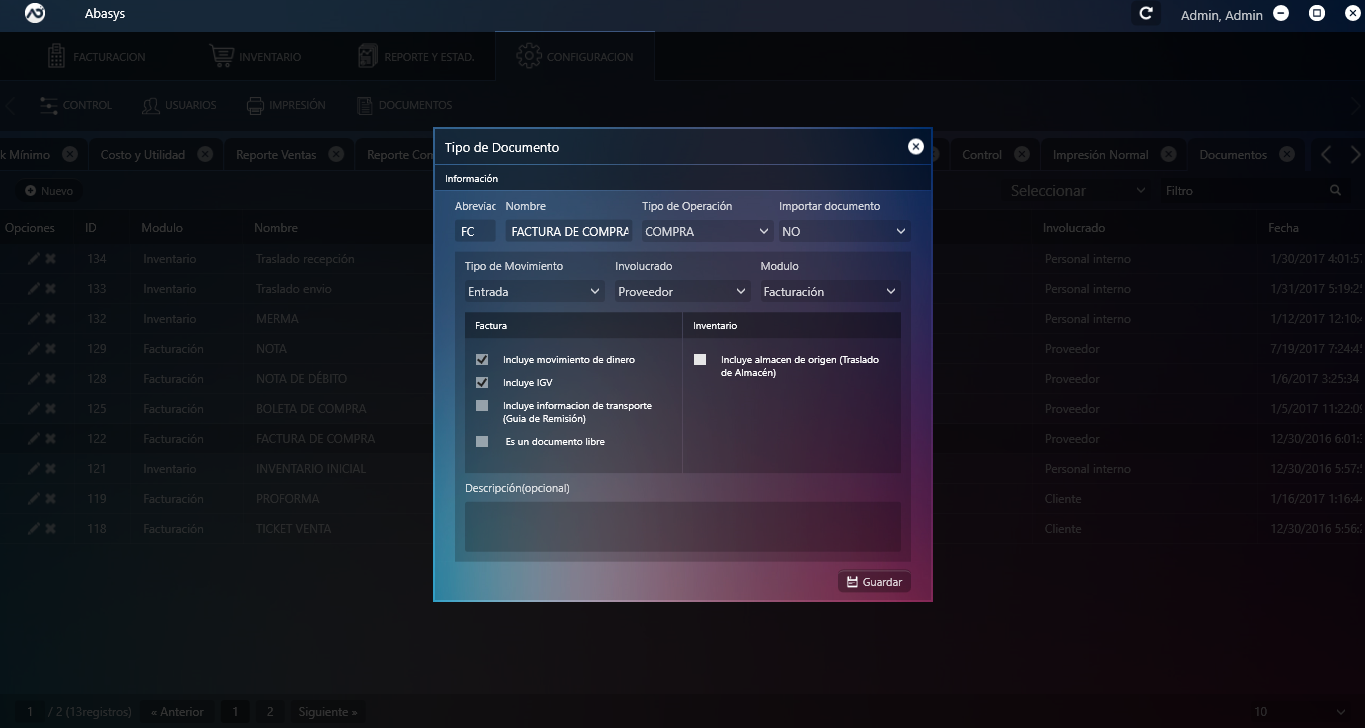 Abasys
Admin, Admin
FACTURACION INVENTARIO REPORTE Y ESTAD. CONFIGURACION
CONTROL USUARIOS IMPRESIÓN DOCUMENTOS
k Mínimo Costo y Utilidad Reporte Ventas Reporte Com Control Impresión Normal Documentos
Nuevo Seleccionar Filtro
Opciones ID Modulo Nombre Involucrado Fecha
134 Inventario Traslado recepción Personal interno 1/30/2017 4:01:57
133 Inventario Traslado envio Personal interno 1/31/2017 5:19:25
132 Inventario MERMA Personal interno 1/12/2017 12:10:4
129 Facturación NOTA Proveedor 7/19/2017 7:24:45
128 Facturación NOTA DE DÉBITO Proveedor 1/6/2017 3:25:34
125 Facturación BOLETA DE COMPRA Proveedor 1/5/2017 11:22:09
122 Facturación FACTURA DE COMPRA Proveedor 12/30/2016 6:01:
121 Inventario INVENTARIO INICIAL Personal interno 12/30/2016 5:57:
119 Facturación PROFORMA Cliente 1/16/2017 1:16:44
118 Facturación TICKET VENTA Cliente 12/30/2016 5:56:
Tipo de Documento
Información
Abreviac Nombre Tipo de Operación Importar documento
FC FACTURA DE COMPRA COMPRA NO
Tipo de Movimiento Involucrado Modulo
Entrada Proveedor Facturación
Factura Inventario
Incluye movimiento de dinero
Incluye IGV
Incluye informacion de transporte
(Guia de Remisión)
Es un documento libre
Incluye almacen de origen (Traslado
de Almacén)
Descripción(opcional)
Guardar
1 / 2 (13registros) « Anterior 1 2 Siguiente » 10